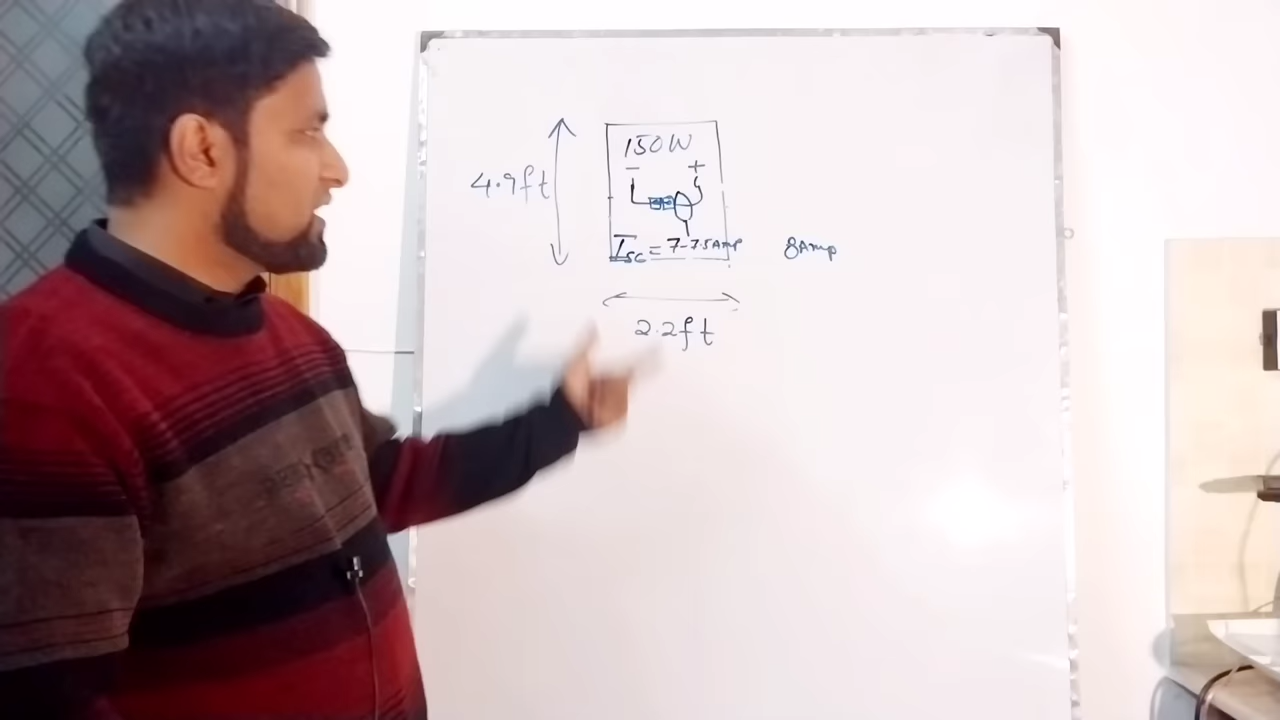 150W
- +
4.9ft
Isc = 7-7.5Amp 8Amp
2.2ft